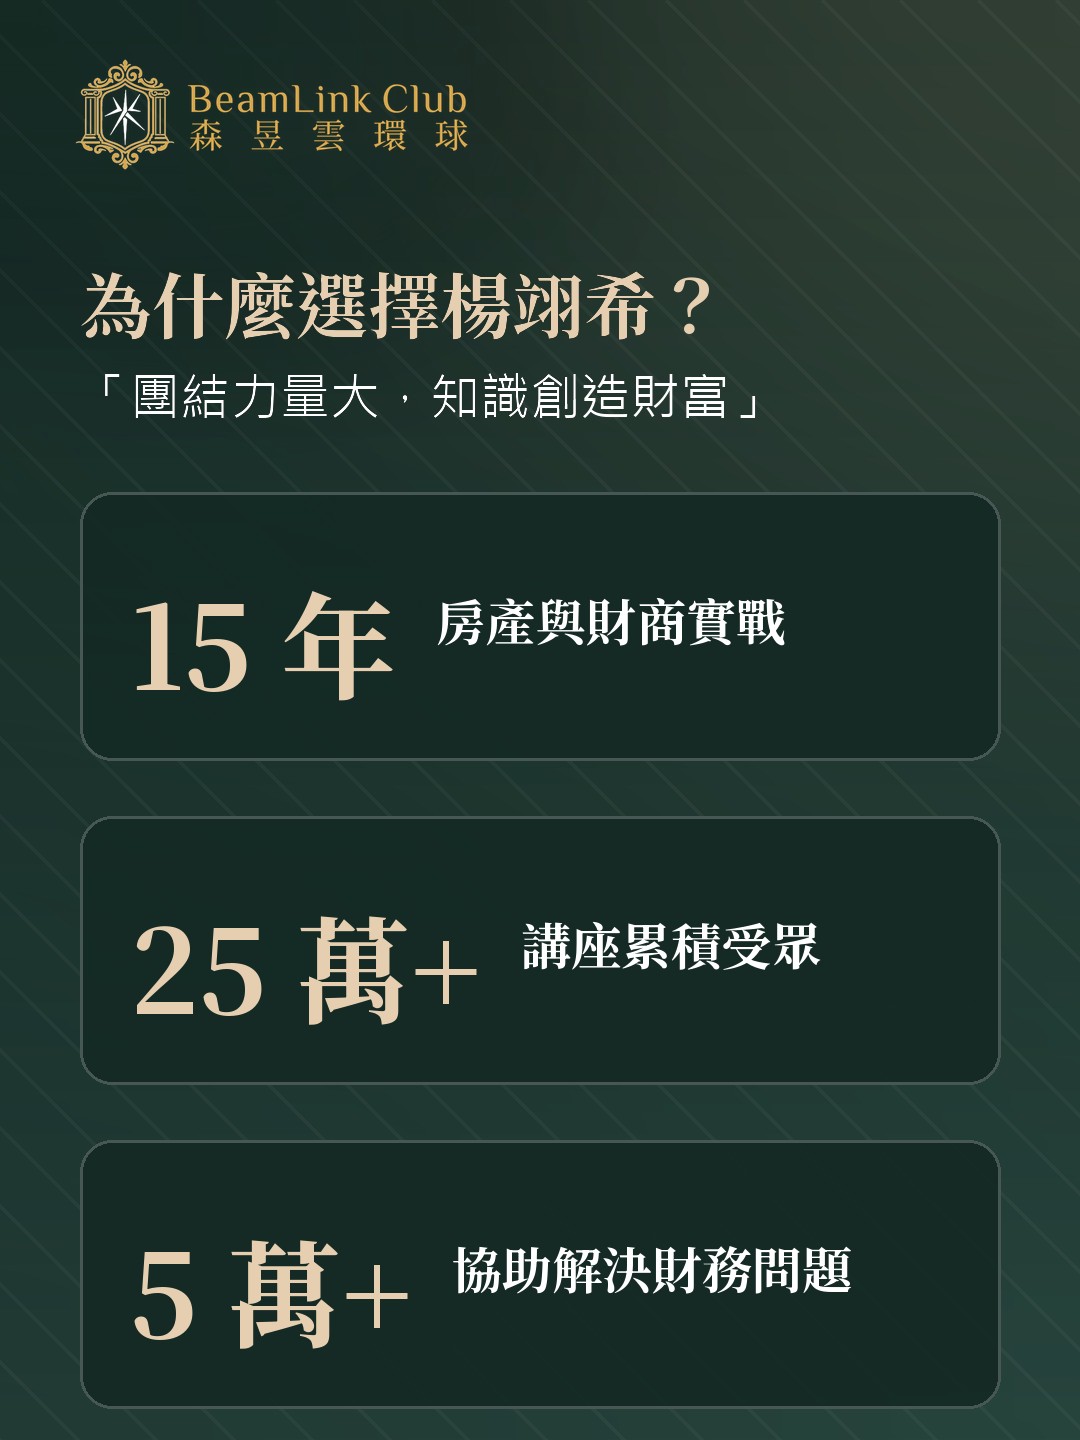 BeamLink Club
森昱雲環球
為什麼選擇楊翊希？
「團結力量大，知識創造財富」
15 年 房產與財商實戰
25 萬+ 講座累積受眾
5 萬+ 協助解決財務問題